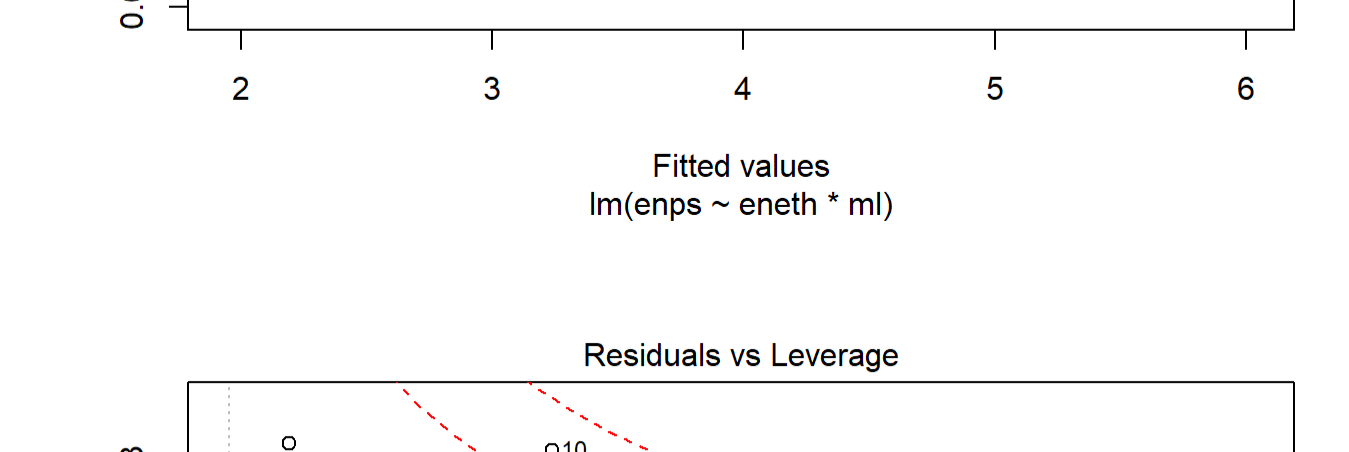 2 3 4 5 6
Fitted values
lm(enps ~ eneth * ml)
Residuals vs Leverage
10